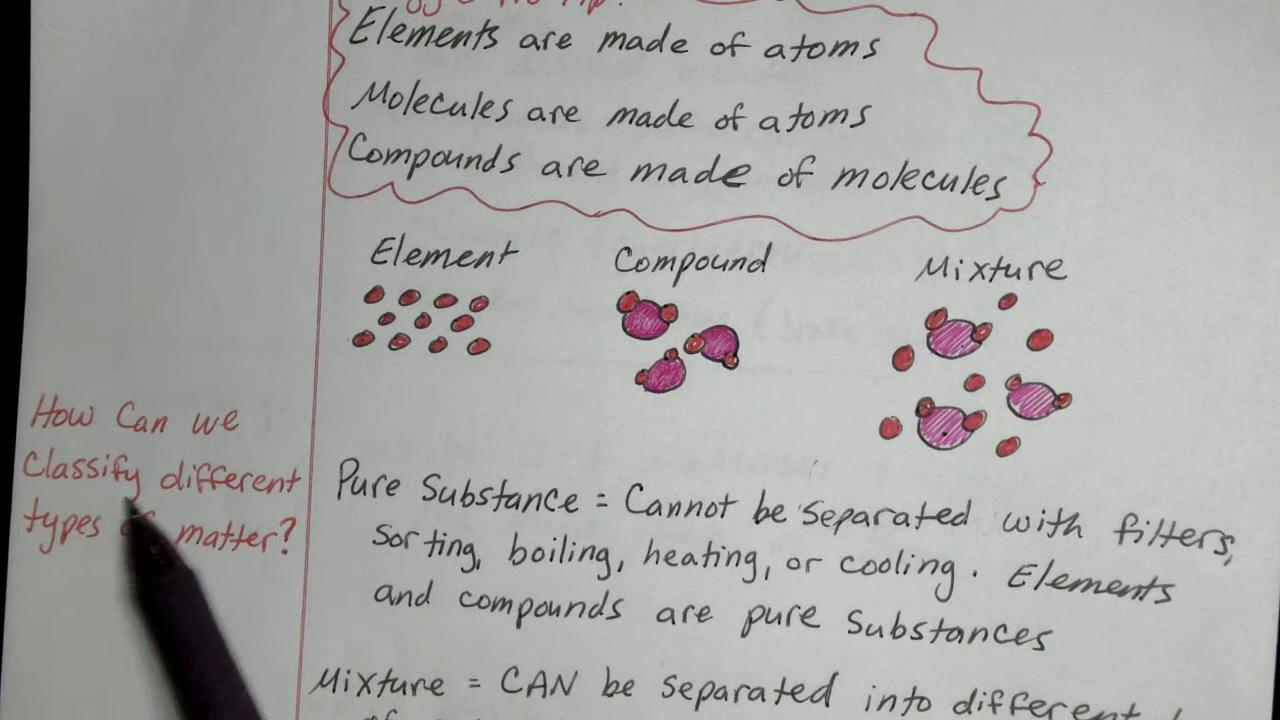 Elements are made of atoms
Molecules are made of atoms
Compounds are made of molecules
Element Compound Mixture
How Can we
Classify different
types of matter?
Pure Substance = Cannot be separated with filters,
Sorting, boiling, heating, or cooling. Elements
and compounds are pure Substances
Mixture = CAN be separated into different